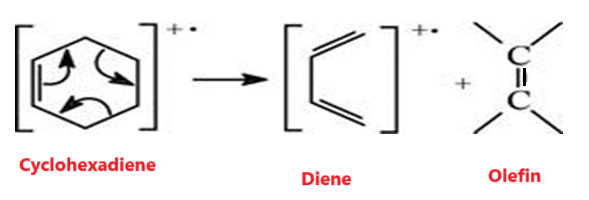 +•
+•
+
C
C
Cyclohexadiene
Diene
Olefin